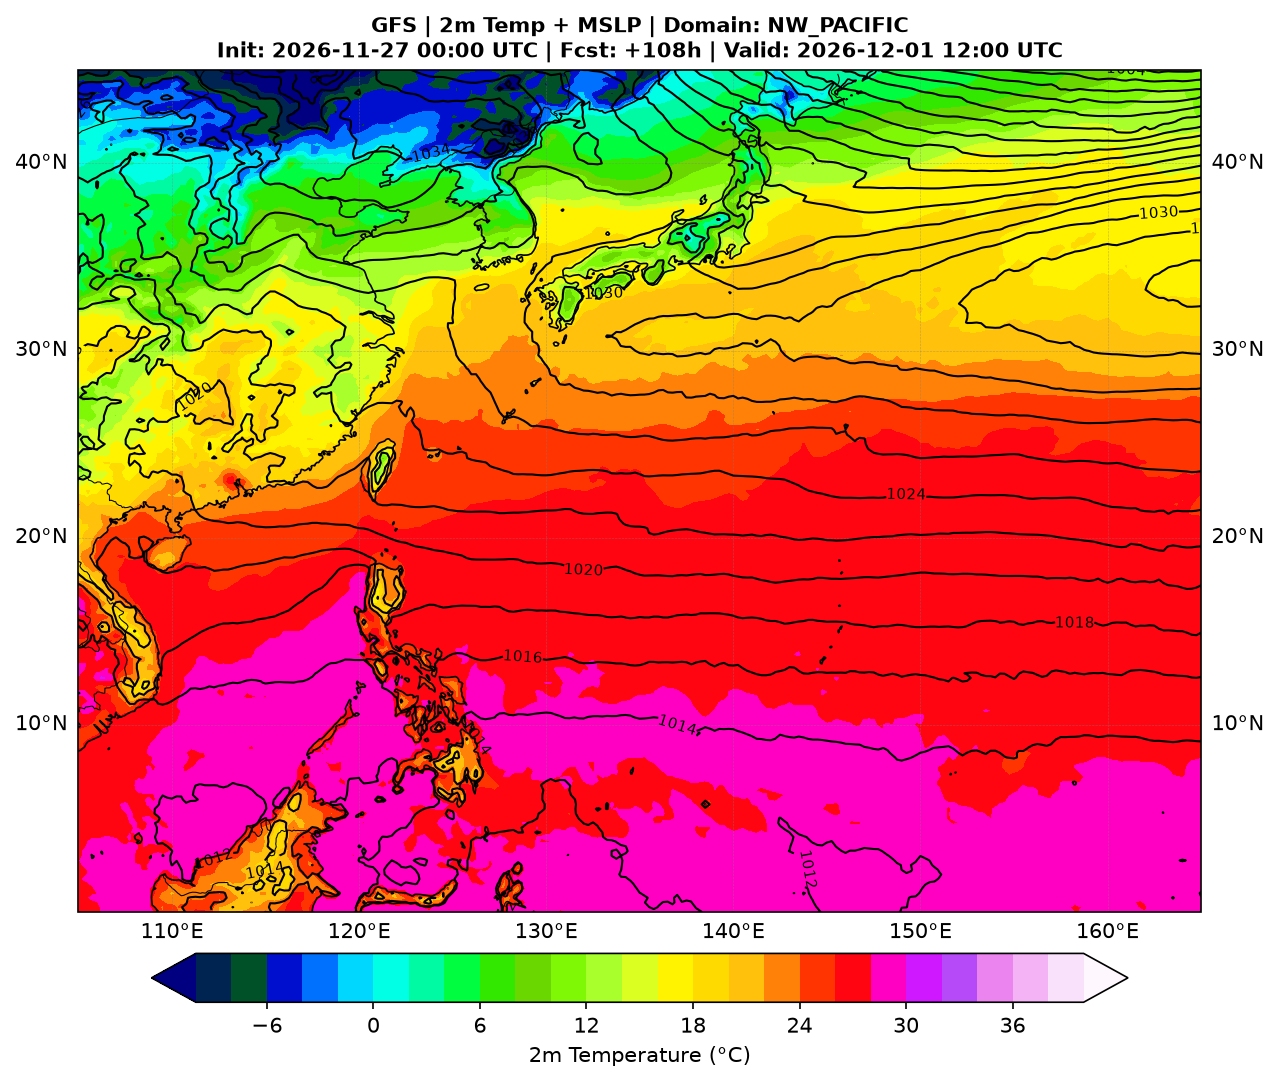 GFS | 2m Temp + MSLP | Domain: NW_PACIFIC
Init: 2026-11-27 00:00 UTC | Fcst: +108h | Valid: 2026-12-01 12:00 UTC
1004
40°N
1034
40°N
1030
1
1030
30°N
30°N
1020
1024
20°N
20°N
1020
1018
1016
10°N
1014
1014
10°N
1012
1014
1012
110°E 120°E 130°E 140°E 150°E 160°E
−6 0 6 12 18 24 30 36
2m Temperature (°C)